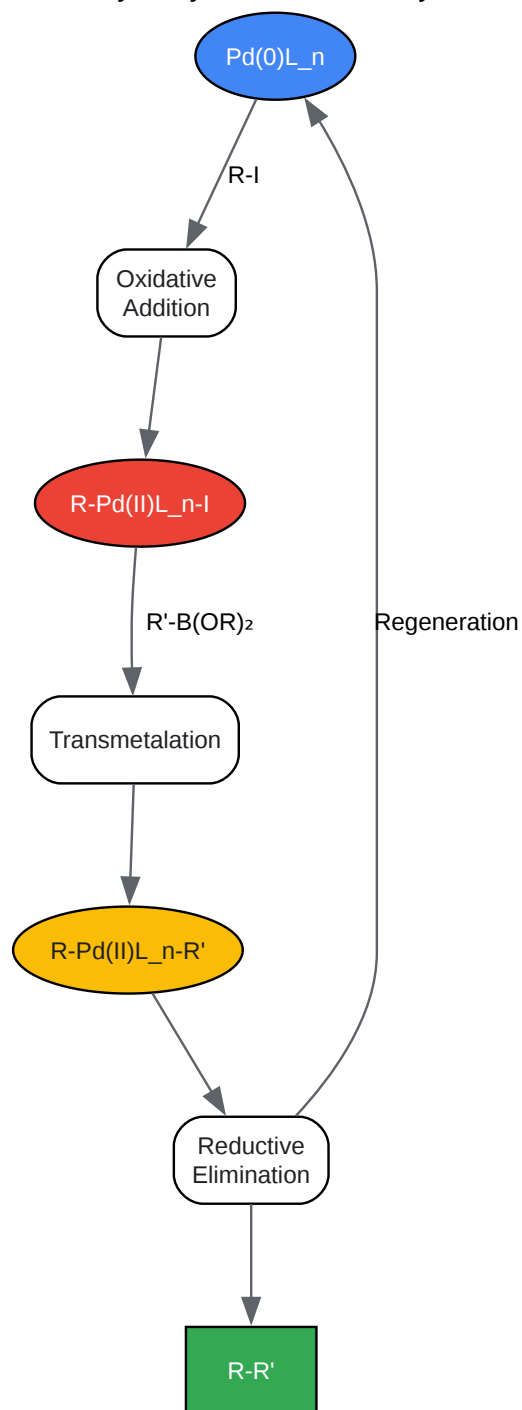 Pd(0)L_n
R-I
Oxidative
Addition
R-Pd(II)L_n-I
R'-B(OR)₂
Regeneration
Transmetalation
R-Pd(II)L_n-R'
Reductive
Elimination
R-R'